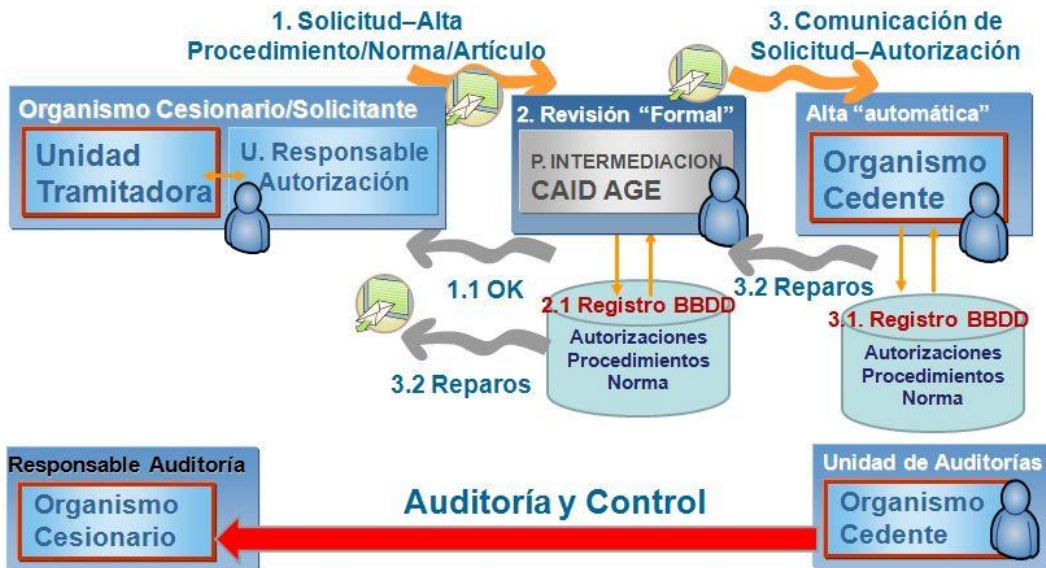 1. Solicitud–Alta
Procedimiento/Norma/Artículo
3. Comunicación de
Solicitud–Autorización
Organismo Cesionario/Solicitante
Unidad
Tramitadora
U. Responsable
Autorización
2. Revisión “Formal”
P. INTERMEDIACION
CAID AGE
Alta “automática”
Organismo
Cedente
1.1 OK
3.2 Reparos
2.1 Registro BBDD
Autorizaciones
Procedimientos
Norma
3.2 Reparos
3.1. Registro BBDD
Autorizaciones
Procedimientos
Norma
Responsable Auditoría
Organismo
Cesionario
Auditoría y Control
Unidad de Auditorías
Organismo
Cedente